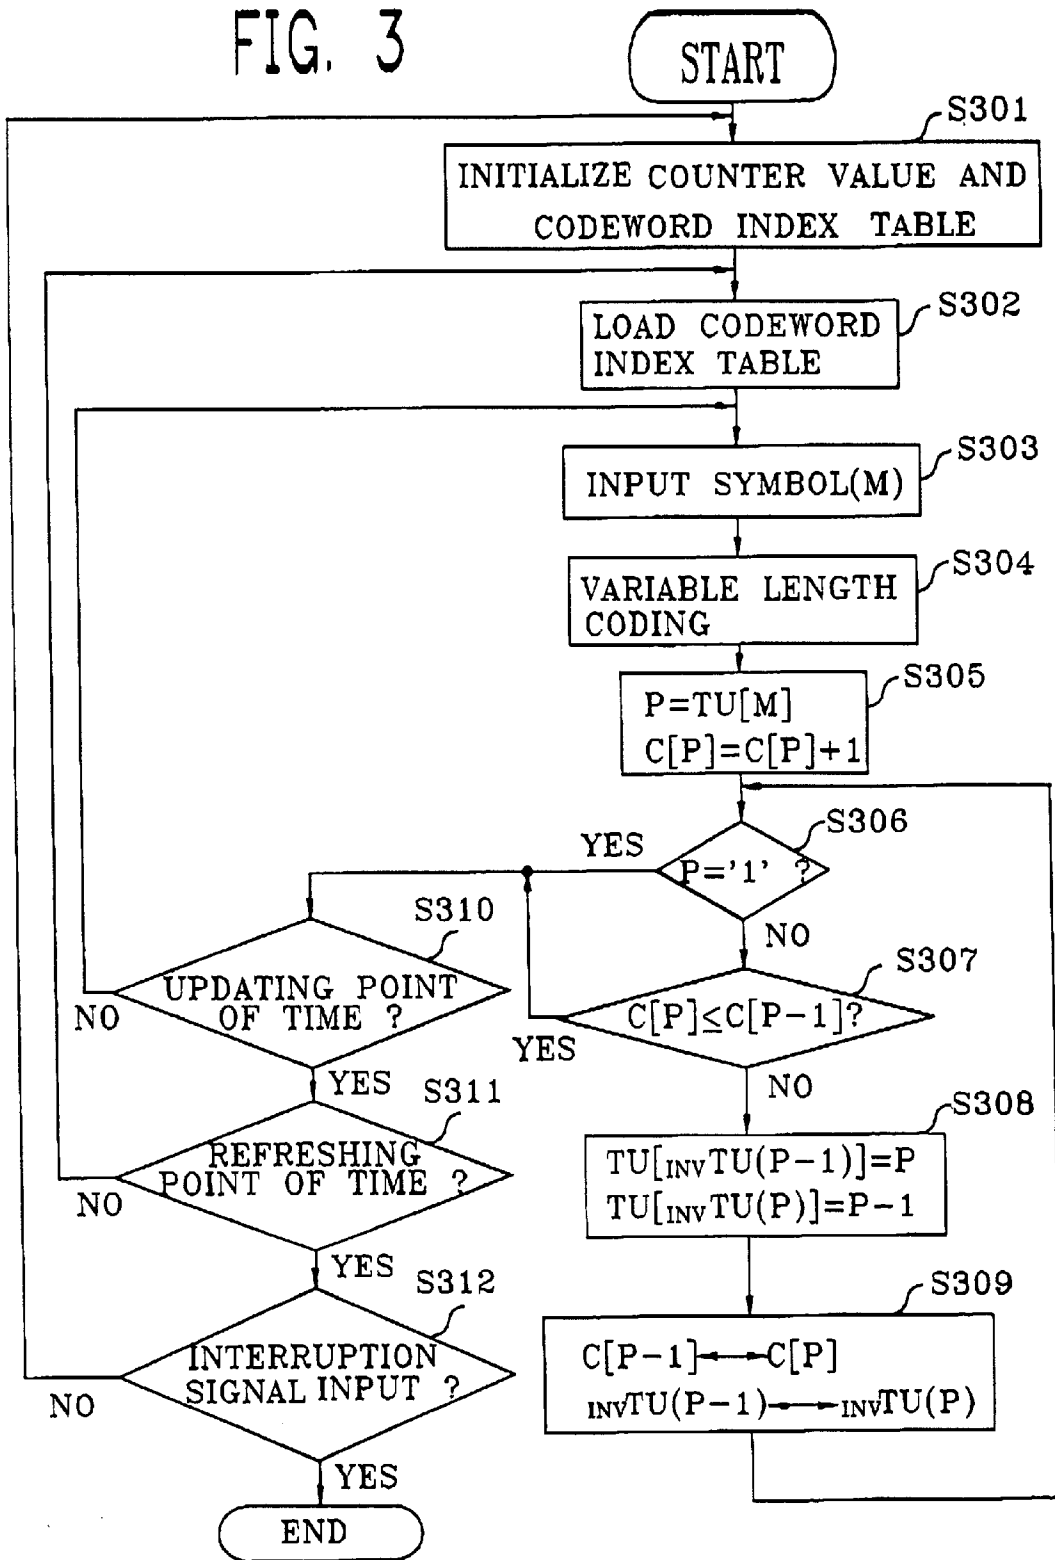 FIG. 3
START
S301
INITIALIZE COUNTER VALUE AND
CODEWORD INDEX TABLE
S302
LOAD CODEWORD
INDEX TABLE
S303
INPUT SYMBOL(M)
S304
VARIABLE LENGTH
CODING
S305
P=TU[M]
C[P]=C[P]+1
S306
P='1' ?
YES
NO
S307
C[P]≤C[P-1]?
YES
NO
S308
TU[INVTU(P-1)]=P
TU[INVTU(P)]=P-1
S309
C[P-1]↔C[P]
INVTU(P-1)↔INVTU(P)
S310
UPDATING POINT
OF TIME ?
NO
YES
S311
REFRESHING
POINT OF TIME ?
NO
YES
S312
INTERRUPTION
SIGNAL INPUT ?
NO
YES
END